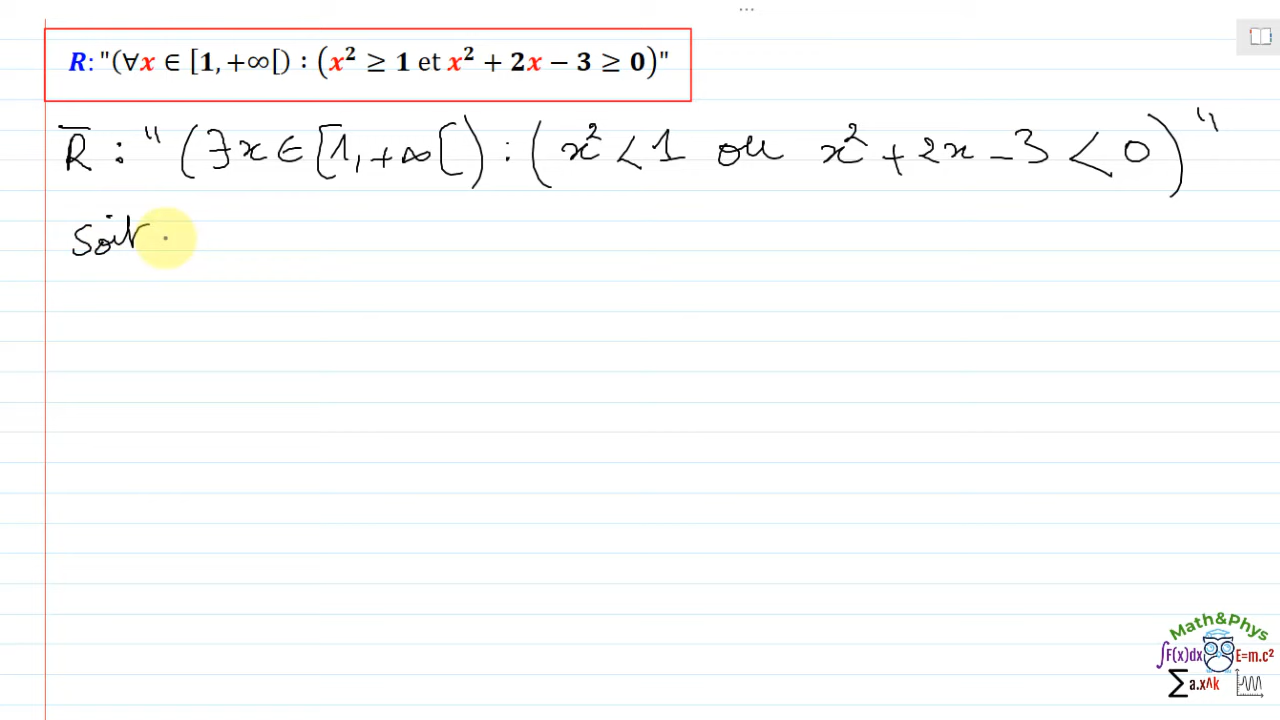 ...
R: "(∀x ∈ [1, +∞[) : (x² ≥ 1 et x² + 2x − 3 ≥ 0)"
R̅ : "(∃x ∈ [1, +∞[) : (x² < 1 ou x² + 2x − 3 < 0)"
Soit
Math&Phys
∫F(x)dx E=m.c²
∑ a.x^k